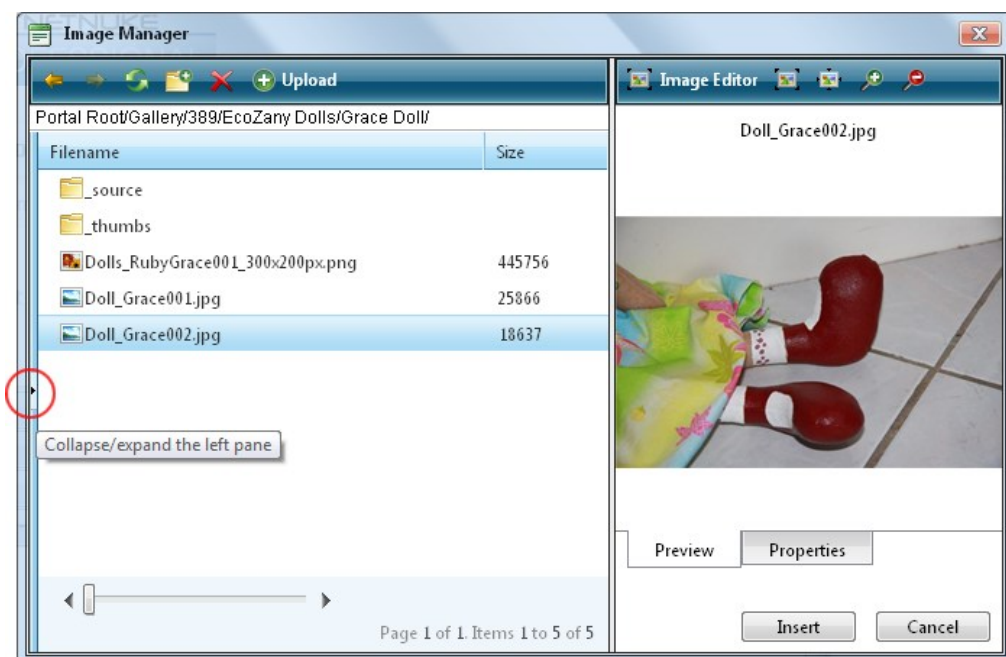 NETNUKE
Image Manager
Upload
Image Editor
Portal Root/Gallery/389/EcoZany Dolls/Grace Doll/
Doll_Grace002.jpg
Filename Size
_source
_thumbs
Dolls_RubyGrace001_300x200px.png 445756
Doll_Grace001.jpg 25866
Doll_Grace002.jpg 18637
Collapse/expand the left pane
Preview Properties
Page 1 of 1. Items 1 to 5 of 5
Insert Cancel